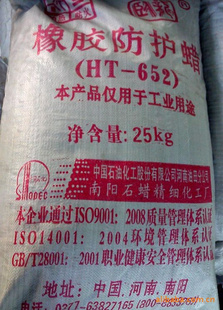 橡胶防护蜡
(HT-652)
本产品仅用于工业用途
净含量:25kg
中国石油化工股份有限公司河南油田分公司
Sinopec
南阳石蜡精细化工厂
本企业通过ISO9001:2008质量管理体系认
ISO14001:2004环境管理体系认
GB/T28001-2001职业健康安全管理体系认
地址:中国.河南.南阳
电话:0377-63827165